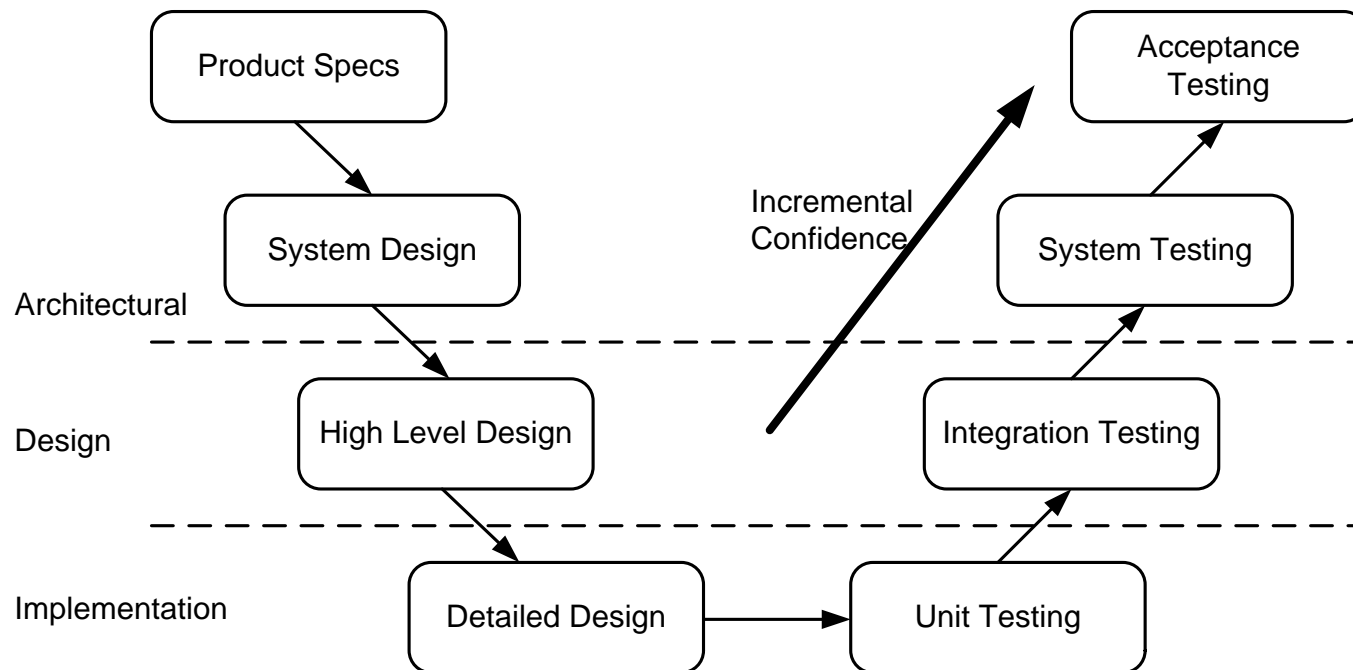 Product Specs
Acceptance
Testing
Incremental
Confidence
System Design
System Testing
Architectural
Design
High Level Design
Integration Testing
Implementation
Detailed Design
Unit Testing